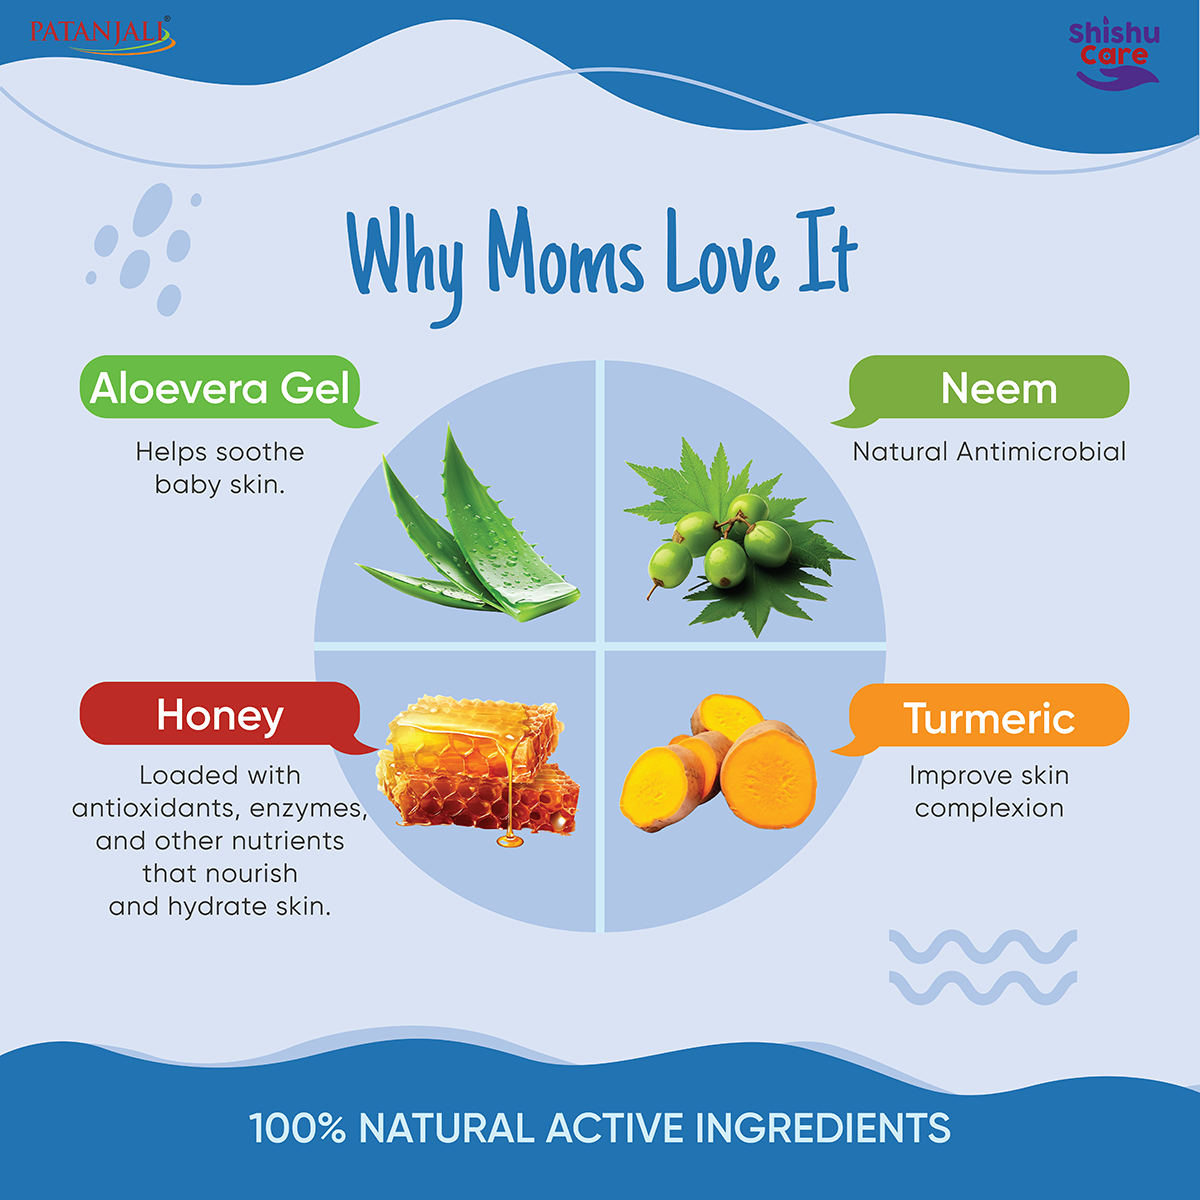 PATANJALI®
Shishu
Care
Why Moms Love It
Aloevera Gel
Helps soothe
baby skin.
Neem
Natural Antimicrobial
Honey
Loaded with
antioxidants, enzymes,
and other nutrients
that nourish
and hydrate skin.
Turmeric
Improve skin
complexion
100% NATURAL ACTIVE INGREDIENTS